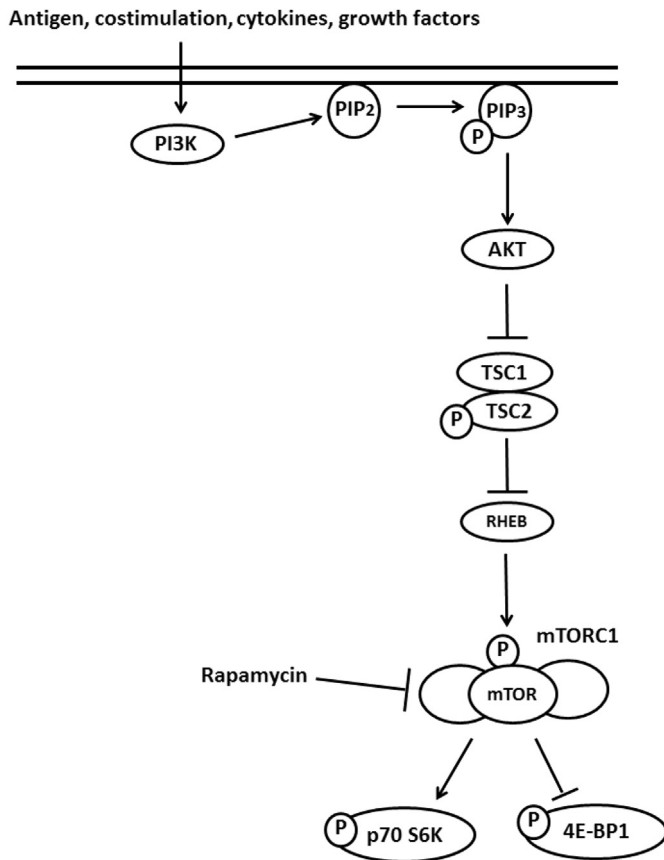 Antigen, costimulation, cytokines, growth factors
PI3K
PIP2
PIP3
P
AKT
TSC1
TSC2
P
RHEB
P
mTORC1
Rapamycin
mTOR
P
p70 S6K
P
4E-BP1